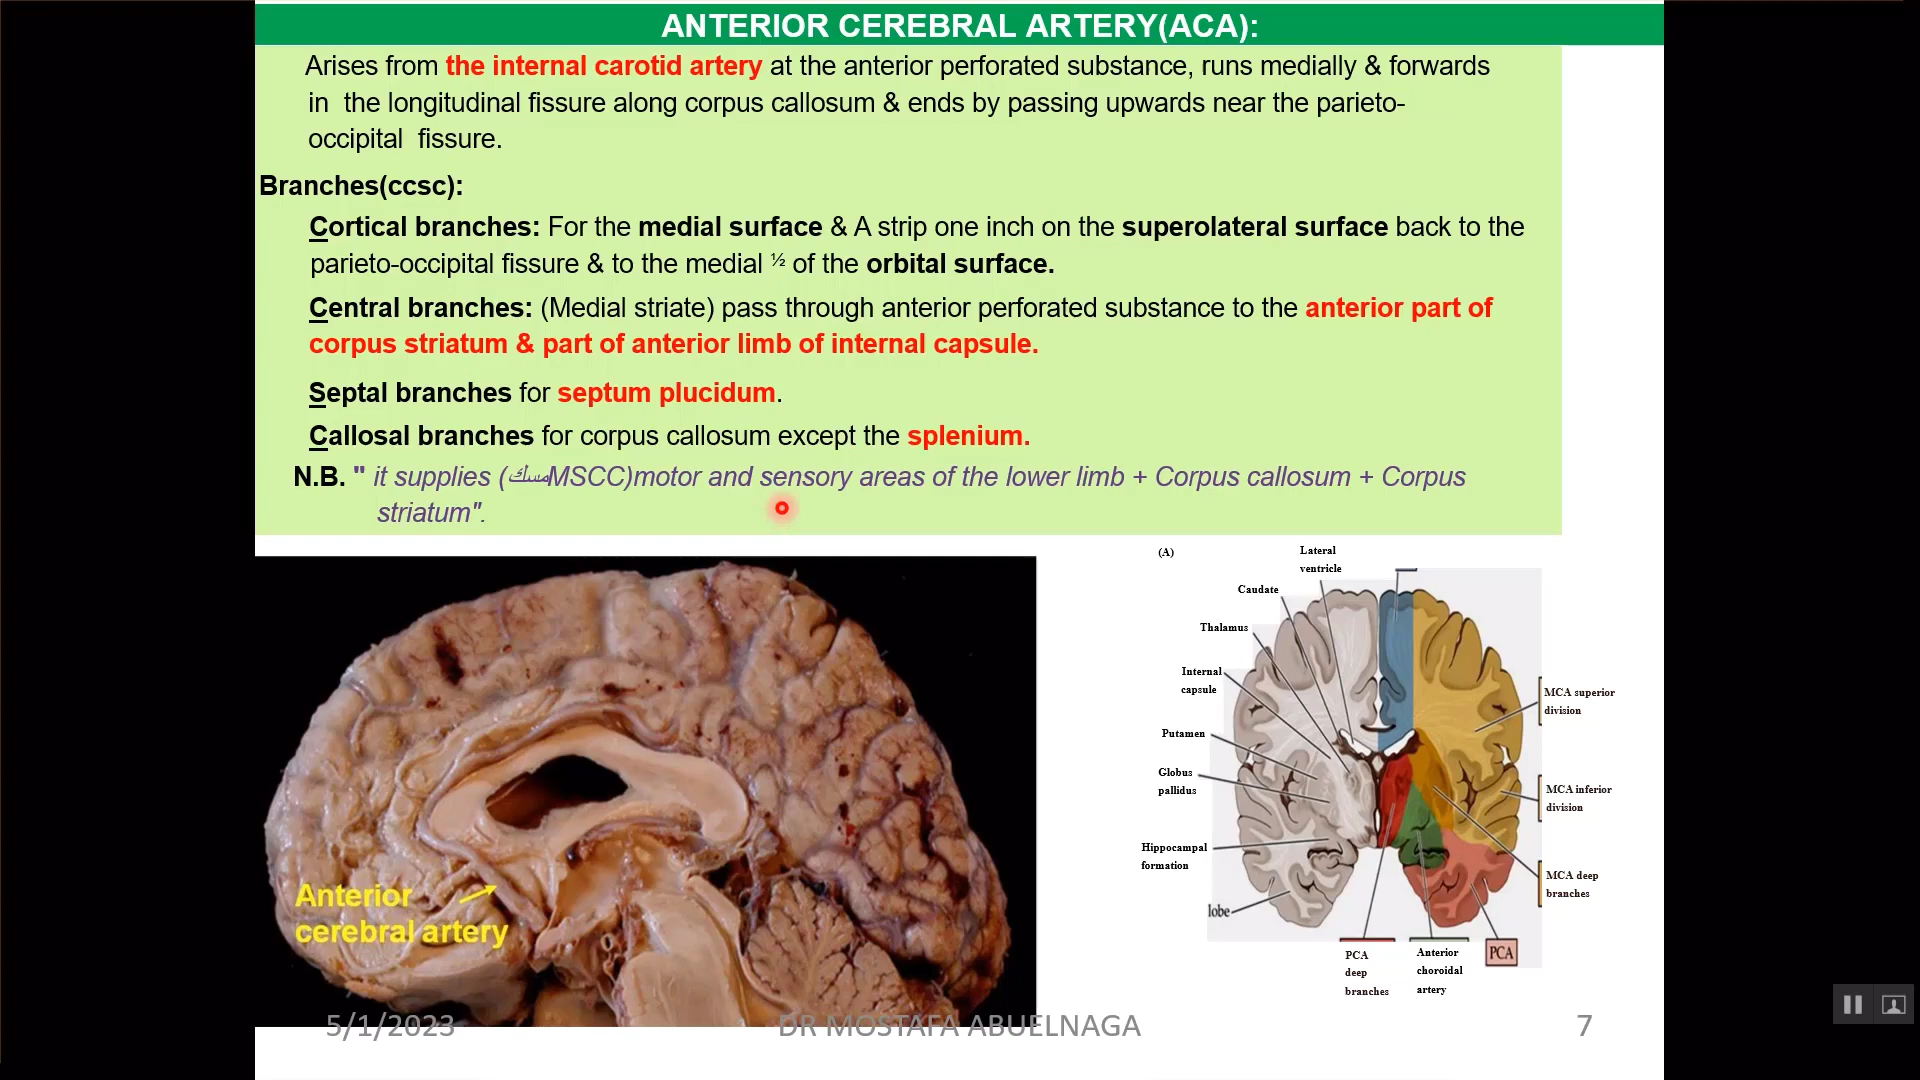 ANTERIOR CEREBRAL ARTERY(ACA):
Arises from the internal carotid artery at the anterior perforated substance, runs medially & forwards
in the longitudinal fissure along corpus callosum & ends by passing upwards near the parieto-
occipital fissure.
Branches(ccsc):
Cortical branches: For the medial surface & A strip one inch on the superolateral surface back to the
parieto-occipital fissure & to the medial ½ of the orbital surface.
Central branches: (Medial striate) pass through anterior perforated substance to the anterior part of
corpus striatum & part of anterior limb of internal capsule.
Septal branches for septum plucidum.
Callosal branches for corpus callosum except the splenium.
N.B. " it supplies (مسكMSCC)motor and sensory areas of the lower limb + Corpus callosum + Corpus
striatum".
Anterior
cerebral artery
(A)
Lateral
ventricle
Caudate
Thalamus
Internal
capsule
Putamen
Globus
pallidus
Hippocampal
formation
lobe
MCA superior
division
MCA inferior
division
MCA deep
branches
PCA
deep
branches
Anterior
choroidal
artery
PCA
5/1/2023
DR MOSTAFA ABUELNAGA
7